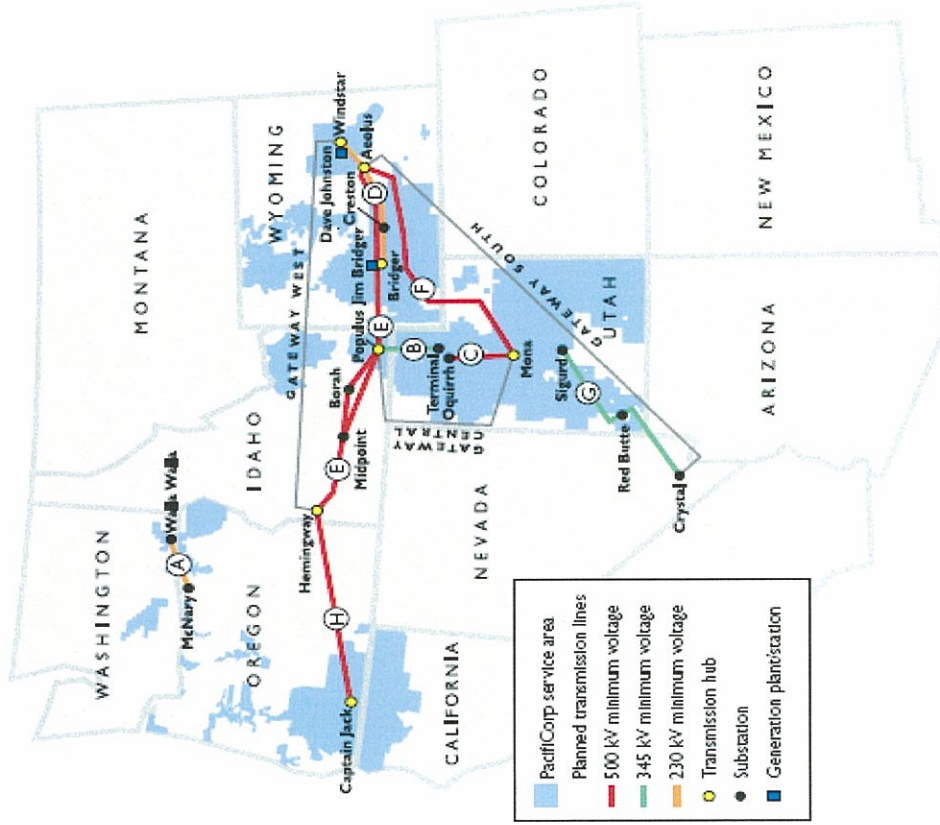 WASHINGTON
MONTANA
McNary
A
Walla Walla
OREGON
IDAHO
WYOMING
GATEWAY WEST
Dave Johnston
Windstar
Aeolus
Creston
D
Jim Bridger
Bridger
Populus
E
Borah
Midpoint
E
Hemingway
H
Captain Jack
F
B
Terminal
Oquirrh
C
Mona
GATEWAY
CENTRAL
GATEWAY SOUTH
UTAH
Sigurd
G
Red Butte
Crystal
CALIFORNIA
NEVADA
COLORADO
ARIZONA
NEW MEXICO
PacifiCorp service area
Planned transmission lines
500 kV minimum voltage
345 kV minimum voltage
230 kV minimum voltage
Transmission hub
Substation
Generation plant/station